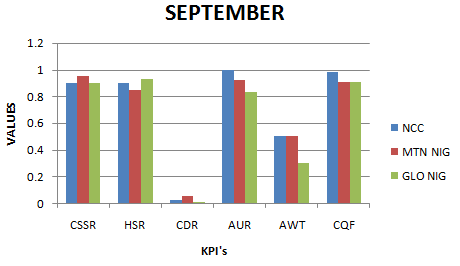 SEPTEMBER
1.2
1
0.8
0.6
0.4
0.2
0
VALUES
CSSR HSR CDR AUR AWT CQF
KPI's
NCC
MTN NIG
GLO NIG